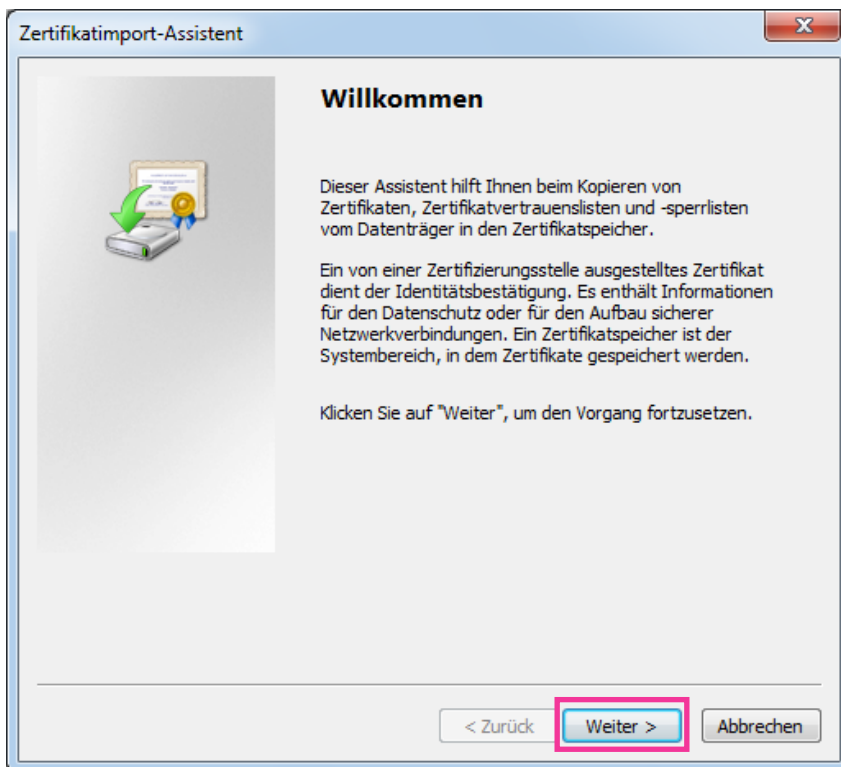 Zertifikatimport-Assistent
Willkommen
Dieser Assistent hilft Ihnen beim Kopieren von
Zertifikaten, Zertifikatvertrauenslisten und -sperrlisten
vom Datenträger in den Zertifikatspeicher.
Ein von einer Zertifizierungsstelle ausgestelltes Zertifikat
dient der Identitätsbestätigung. Es enthält Informationen
für den Datenschutz oder für den Aufbau sicherer
Netzwerkverbindungen. Ein Zertifikatspeicher ist der
Systembereich, in dem Zertifikate gespeichert werden.
Klicken Sie auf "Weiter", um den Vorgang fortzusetzen.
< Zurück Weiter > Abbrechen